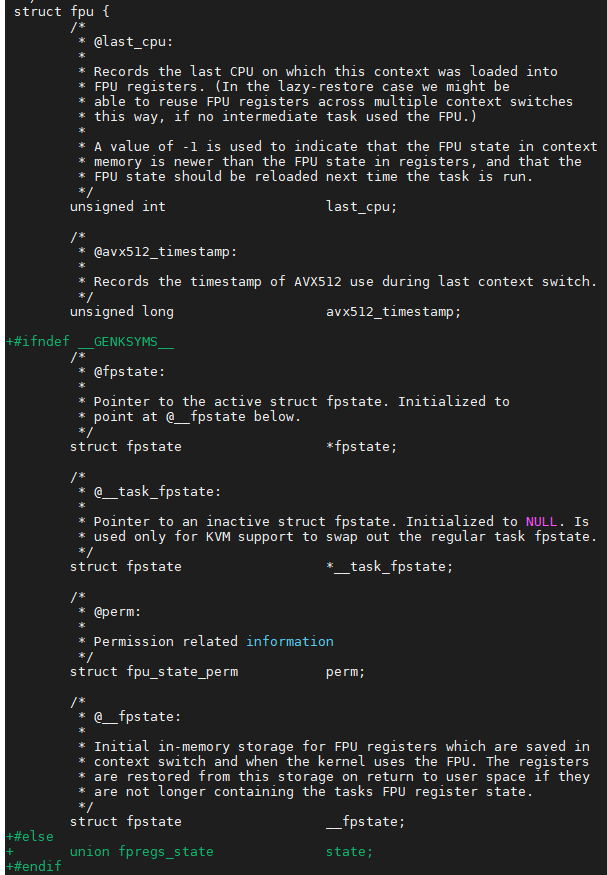 struct fpu {
/*
* @last_cpu:
*
* Records the last CPU on which this context was loaded into
* FPU registers. (In the lazy-restore case we might be
* able to reuse FPU registers across multiple context switches
* this way, if no intermediate task used the FPU.)
*
* A value of -1 is used to indicate that the FPU state in context
* memory is newer than the FPU state in registers, and that the
* FPU state should be reloaded next time the task is run.
*/
unsigned int last_cpu;
/*
* @avx512_timestamp:
*
* Records the timestamp of AVX512 use during last context switch.
*/
unsigned long avx512_timestamp;
+#ifndef __GENKSYMS__
/*
* @fpstate:
*
* Pointer to the active struct fpstate. Initialized to
* point at @__fpstate below.
*/
struct fpstate *fpstate;
/*
* @__task_fpstate:
*
* Pointer to an inactive struct fpstate. Initialized to NULL. Is
* used only for KVM support to swap out the regular task fpstate.
*/
struct fpstate *__task_fpstate;
/*
* @perm:
*
* Permission related information
*/
struct fpu_state_perm perm;
/*
* @__fpstate:
*
* Initial in-memory storage for FPU registers which are saved in
* context switch and when the kernel uses the FPU. The registers
* are restored from this storage on return to user space if they
* are not longer containing the tasks FPU register state.
*/
struct fpstate __fpstate;
+#else
+ union fpregs_state state;
+#endif